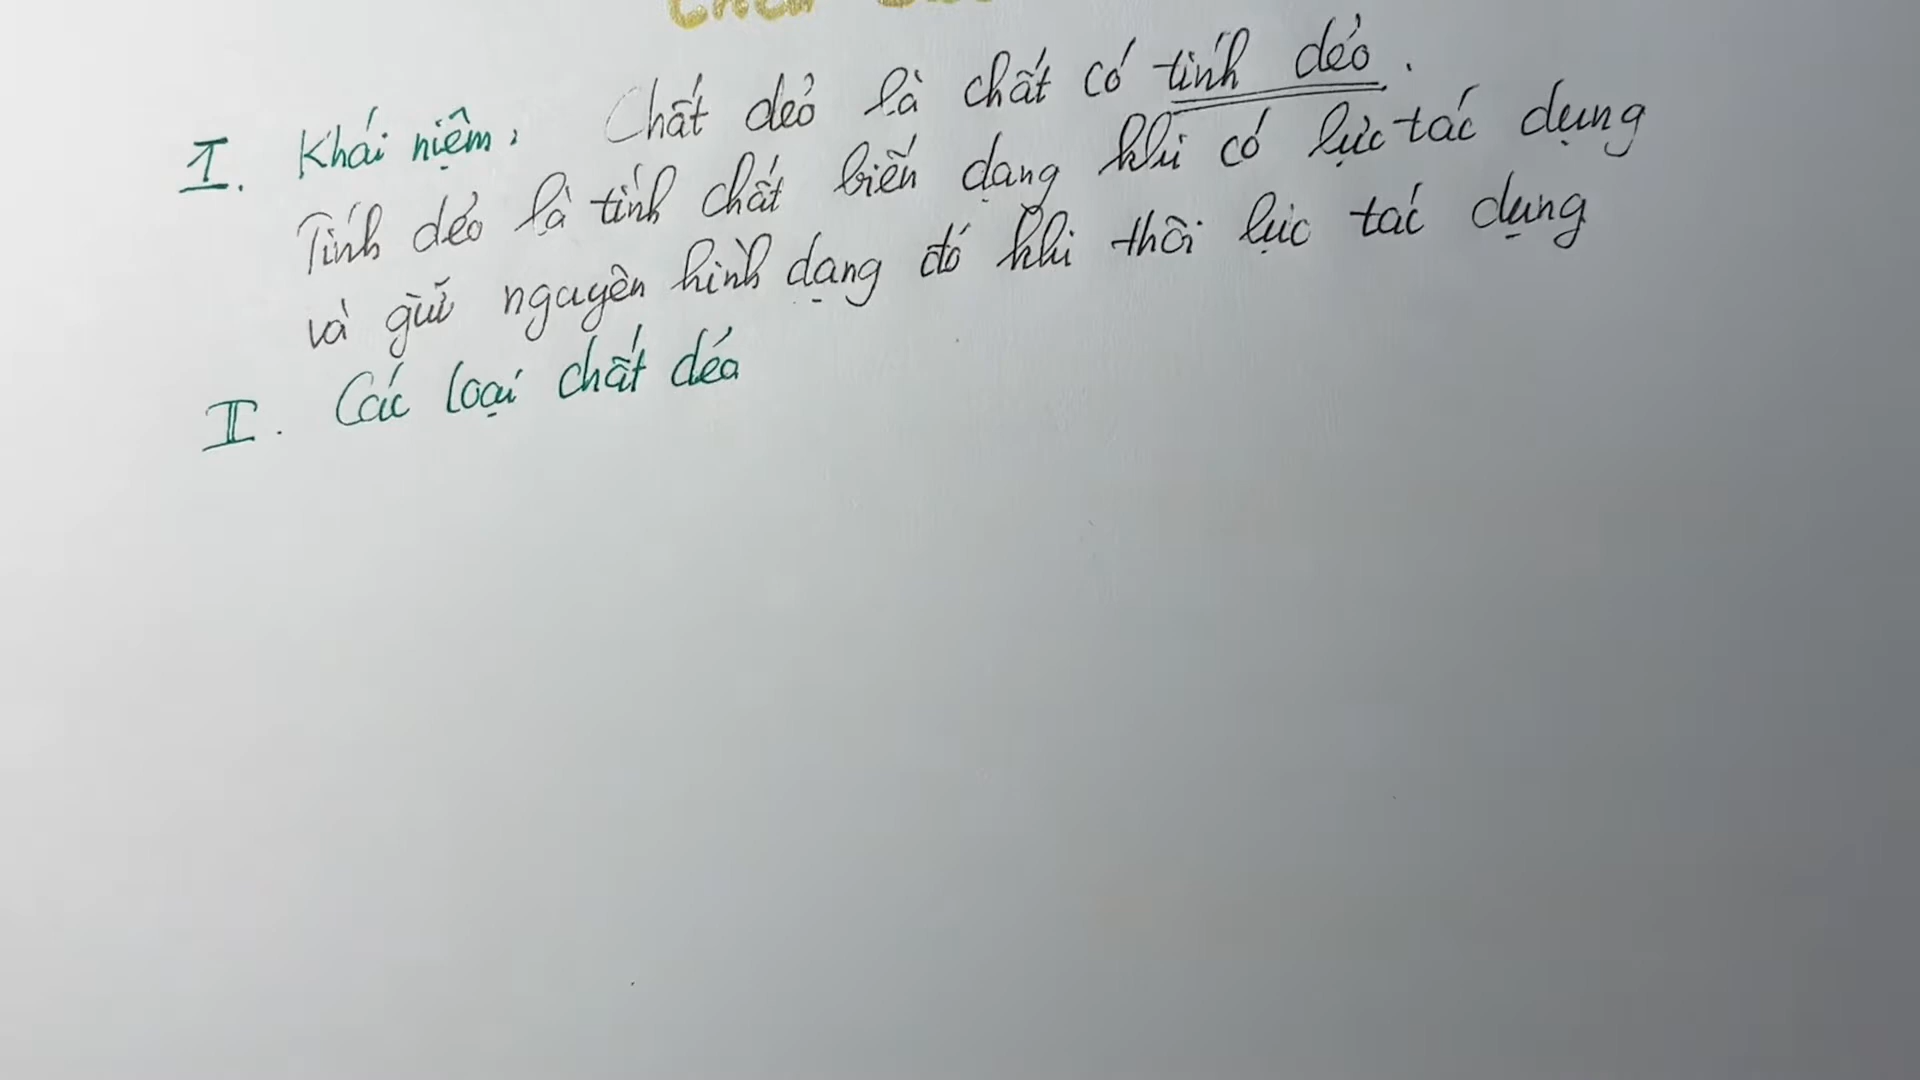 I. Khái niệm: Chất dẻo là chất có tính dẻo.
Tính dẻo là tính chất biến dạng khi có lực tác dụng
và giữ nguyên hình dạng đó khi thôi lực tác dụng
II. Các loại chất dẻo